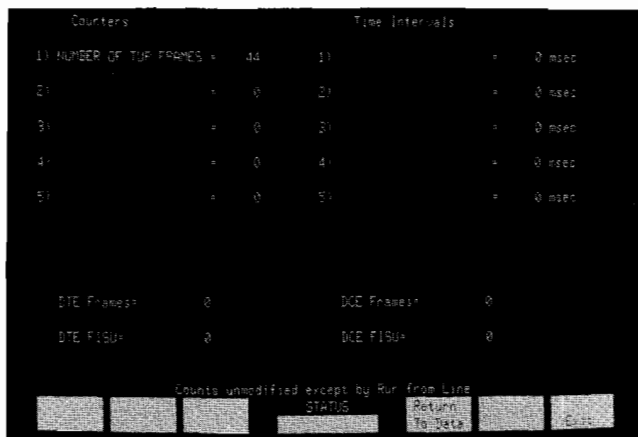 Counters Time Intervals
1) NUMBER OF TUP FRAMES = 44 1) = 0 msec
2) = 0 2) = 0 msec
3) = 0 3) = 0 msec
4) = 0 4) = 0 msec
5) = 0 5) = 0 msec
DTE Frames= 0 DCE Frames= 0
DTE FISU= 0 DCE FISU= 0
Counts unmodified except by Run from Line
STATUS
Return
To Data
Exit